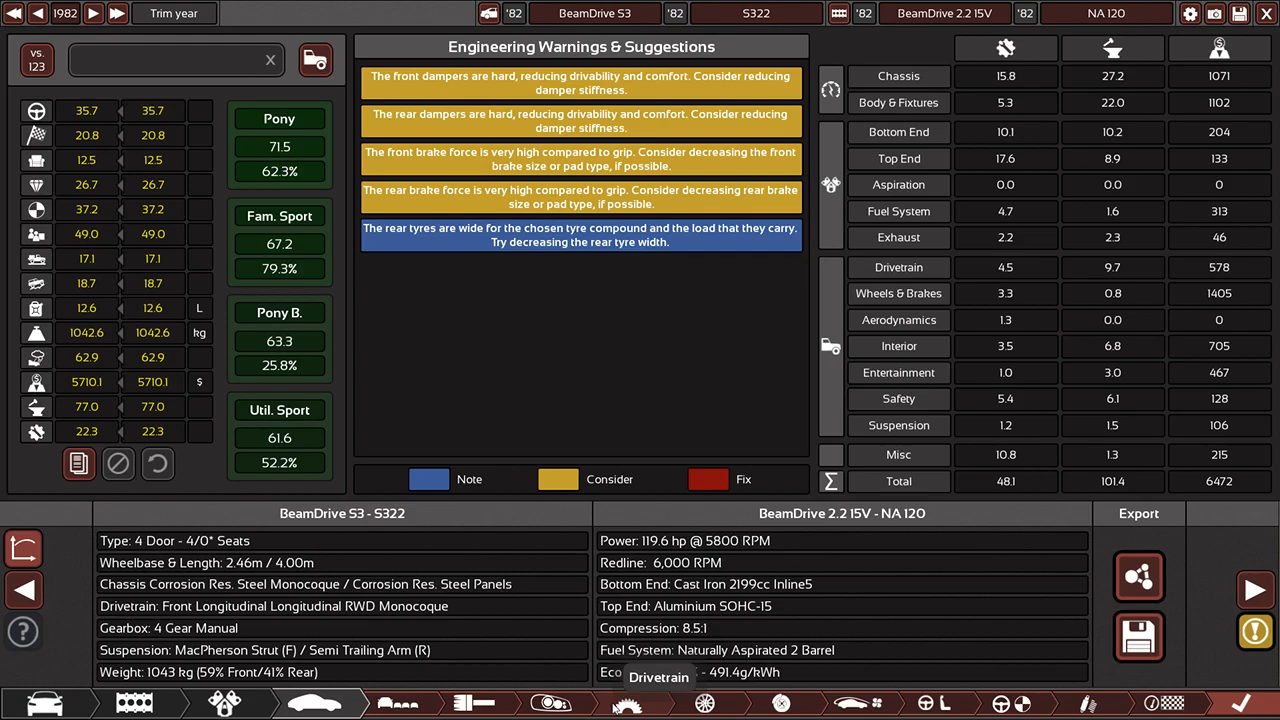 1982
Trim year
'82
BeamDrive S3
'82
S322
'82
BeamDrive 2.2 15V
'82
NA 120
vs.
123
x
Engineering Warnings & Suggestions
The front dampers are hard, reducing drivability and comfort. Consider reducing
damper stiffness.
The rear dampers are hard, reducing drivability and comfort. Consider reducing
damper stiffness.
The front brake force is very high compared to grip. Consider decreasing the front
brake size or pad type, if possible.
The rear brake force is very high compared to grip. Consider decreasing rear brake
size or pad type, if possible.
The rear tyres are wide for the chosen tyre compound and the load that they carry.
Try decreasing the rear tyre width.
Note
Consider
Fix
35.7 35.7
20.8 20.8
12.5 12.5
26.7 26.7
37.2 37.2
49.0 49.0
17.1 17.1
18.7 18.7
12.6 12.6 L
1042.6 1042.6 kg
62.9 62.9
5710.1 5710.1 $
77.0 77.0
22.3 22.3
Pony
71.5
62.3%
Fam. Sport
67.2
79.3%
Pony B.
63.3
25.8%
Util. Sport
61.6
52.2%
Chassis 15.8 27.2 1071
Body & Fixtures 5.3 22.0 1102
Bottom End 10.1 10.2 204
Top End 17.6 8.9 133
Aspiration 0.0 0.0 0
Fuel System 4.7 1.6 313
Exhaust 2.2 2.3 46
Drivetrain 4.5 9.7 578
Wheels & Brakes 3.3 0.8 1405
Aerodynamics 1.3 0.0 0
Interior 3.5 6.8 705
Entertainment 1.0 3.0 467
Safety 5.4 6.1 128
Suspension 1.2 1.5 106
Misc 10.8 1.3 215
Σ Total 48.1 101.4 6472
BeamDrive S3 - S322
Type: 4 Door - 4/0* Seats
Wheelbase & Length: 2.46m / 4.00m
Chassis Corrosion Res. Steel Monocoque / Corrosion Res. Steel Panels
Drivetrain: Front Longitudinal Longitudinal RWD Monocoque
Gearbox: 4 Gear Manual
Suspension: MacPherson Strut (F) / Semi Trailing Arm (R)
Weight: 1043 kg (59% Front/41% Rear)
BeamDrive 2.2 15V - NA 120
Power: 119.6 hp @ 5800 RPM
Redline: 6,000 RPM
Bottom End: Cast Iron 2199cc Inline5
Top End: Aluminium SOHC-15
Compression: 8.5:1
Fuel System: Naturally Aspirated 2 Barrel
Eco - 491.4g/kWh
Export
?
Drivetrain